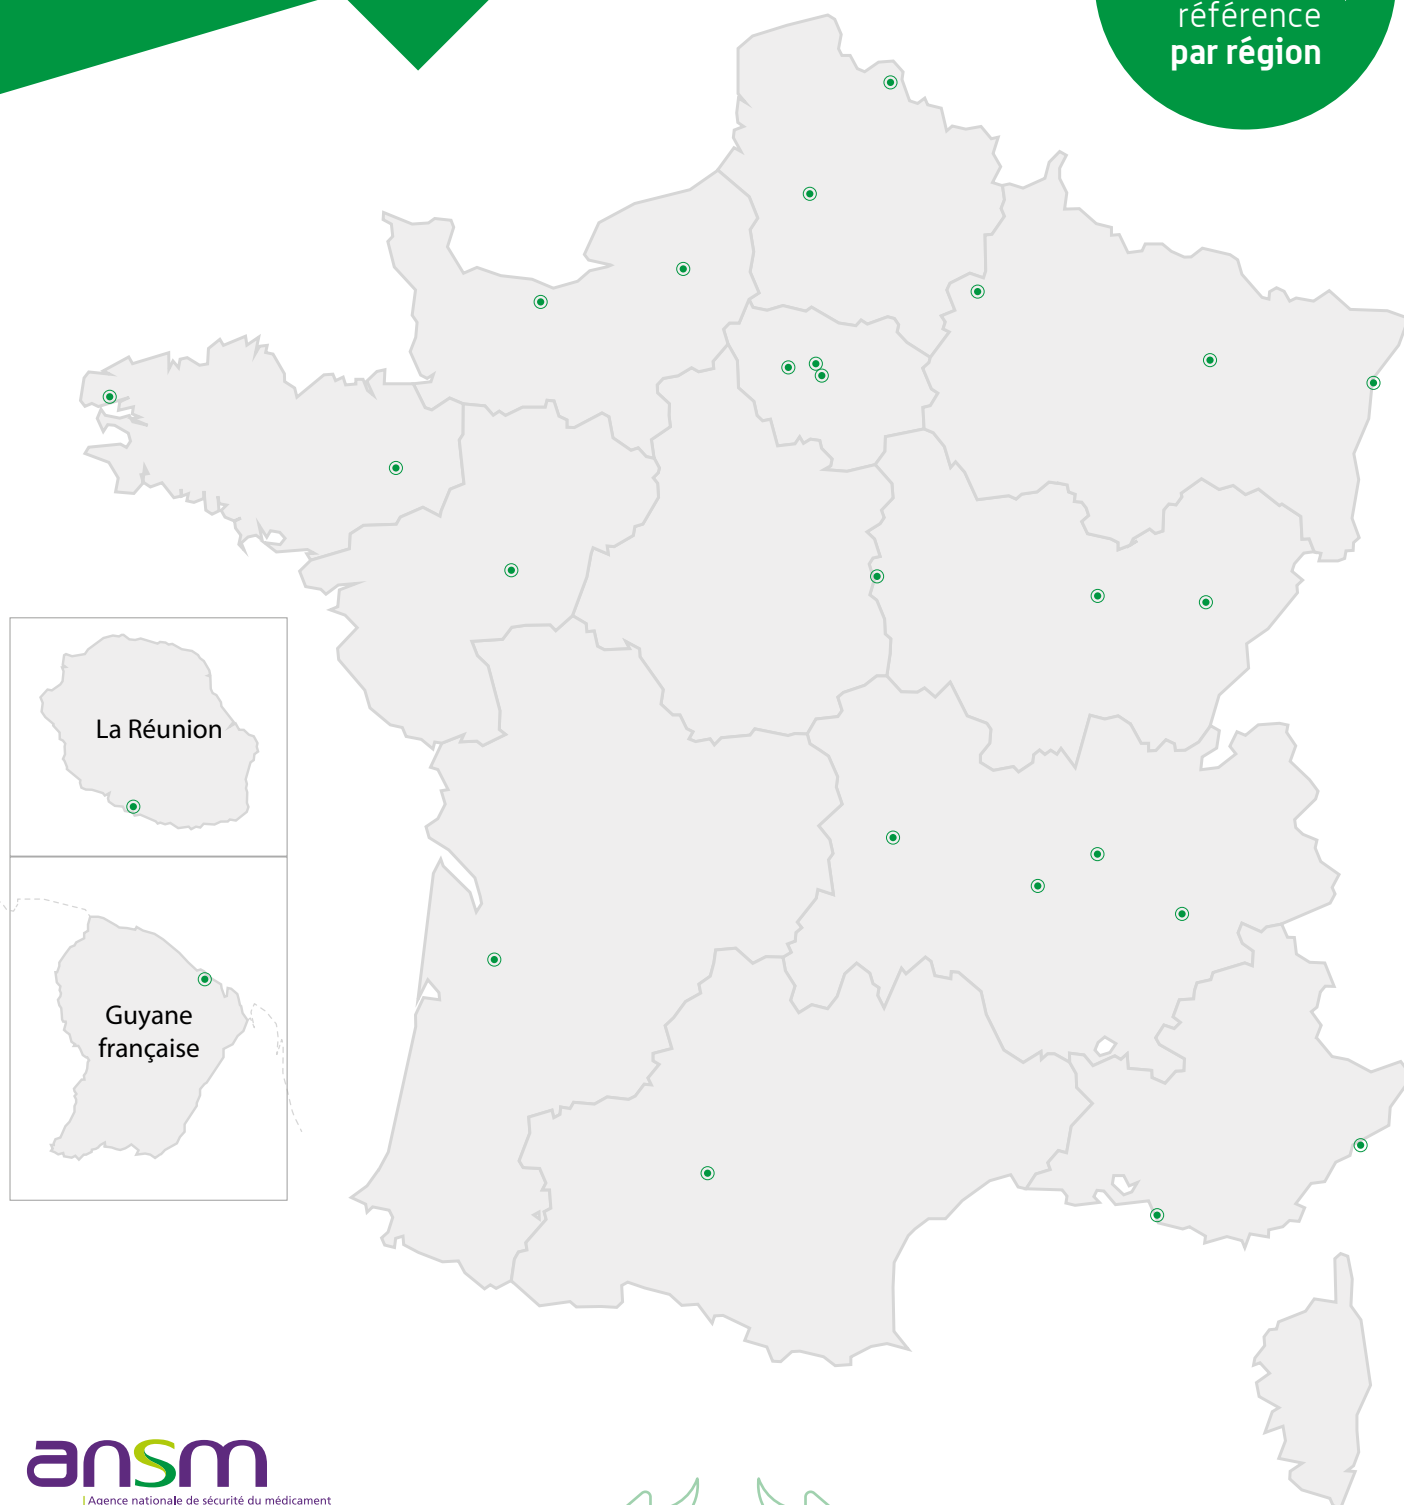 référence
par région
La Réunion
Guyane
française
ansm
Agence nationale de sécurité du médicament